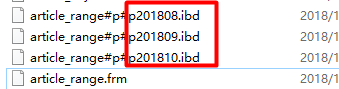 article_range#p#p201808.ibd 2018/1
article_range#p#p201809.ibd 2018/1
article_range#p#p201810.ibd 2018/1
article_range.frm 2018/1